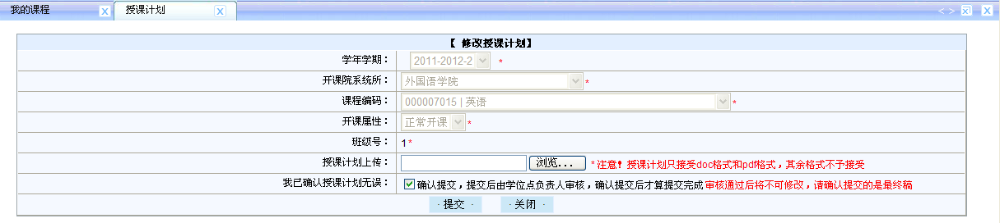 我的课程 授课计划
【 修改授课计划】
学年学期： 2011-2012-2 *
开课院系统所： 外国语学院 *
课程编码： 000007015 | 英语 *
开课属性： 正常开课 *
班级号： 1*
授课计划上传： 浏览... *注意！授课计划只接受doc格式和pdf格式，其余格式不予接受
我已确认授课计划无误： 确认提交，提交后由学位点负责人审核，确认提交后才算提交完成 审核通过后将不可修改，请确认提交的是最终稿
· 提交 · · 关闭 ·